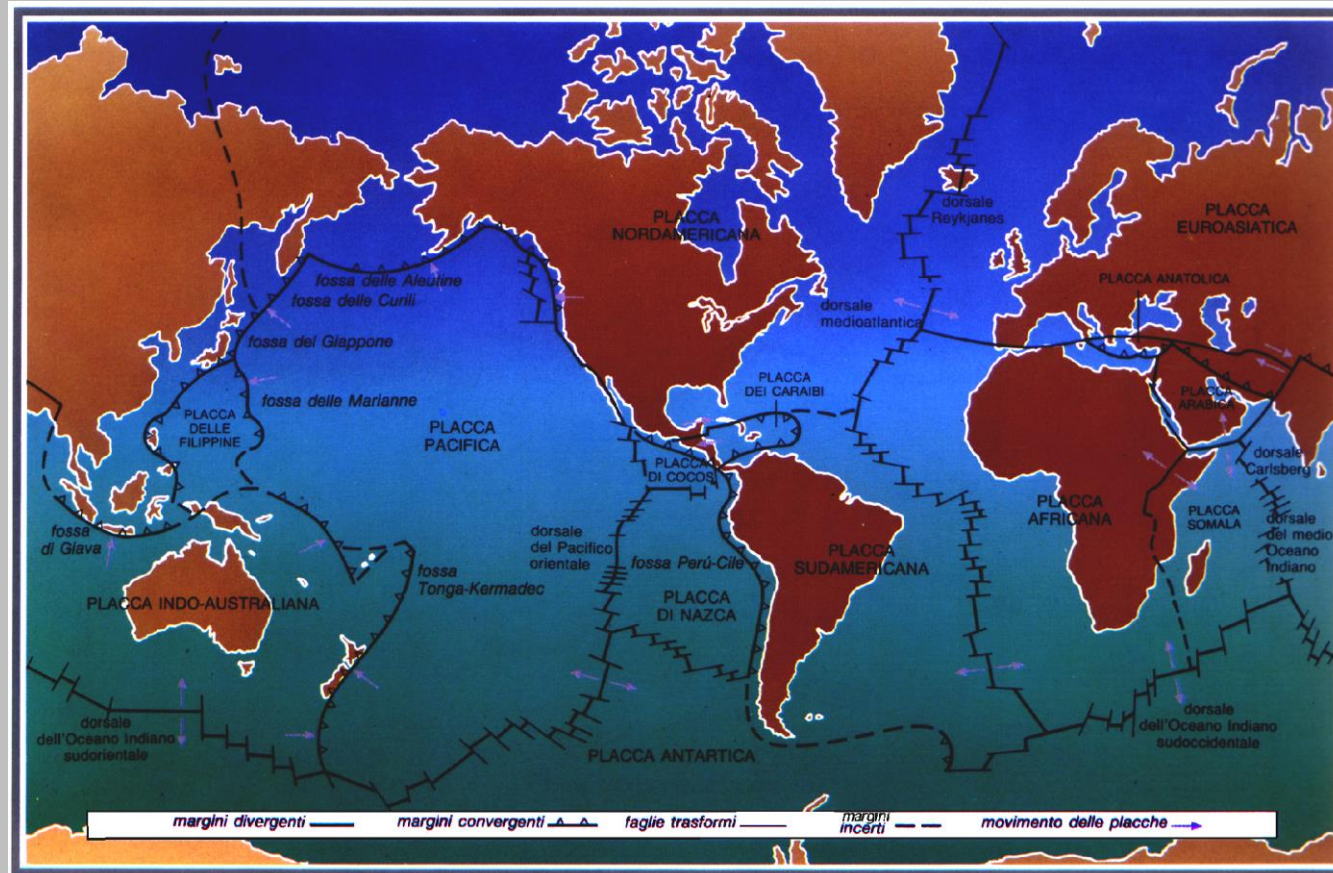 dorsale
Reykjanes
PLACCA
NORDAMERICANA
PLACCA
EUROASIATICA
PLACCA ANATOLICA
fossa delle Aleutine
fossa delle Curili
dorsale
medioatlantica
fossa del Giappone
PLACCA
DEI CARAIBI
fossa delle Marianne
PLACCA
ARABICA
PLACCA
DELLE
FILIPPINE
PLACCA
PACIFICA
dorsale
Carlsberg
PLACCA
DI COCOS
PLACCA
AFRICANA
PLACCA
SOMALA
dorsale
del medio
Oceano
Indiano
fossa
di Giava
dorsale
del Pacifico
orientale
fossa Perú-Cile
PLACCA
SUDAMERICANA
fossa
Tonga-Kermadec
PLACCA INDO-AUSTRALIANA
PLACCA
DI NAZCA
dorsale
dell'Oceano Indiano
sudorientale
dorsale
dell'Oceano Indiano
sudoccidentale
PLACCA ANTARTICA
margini divergenti
margini convergenti
faglie trasformi
margini
incerti
movimento delle placche